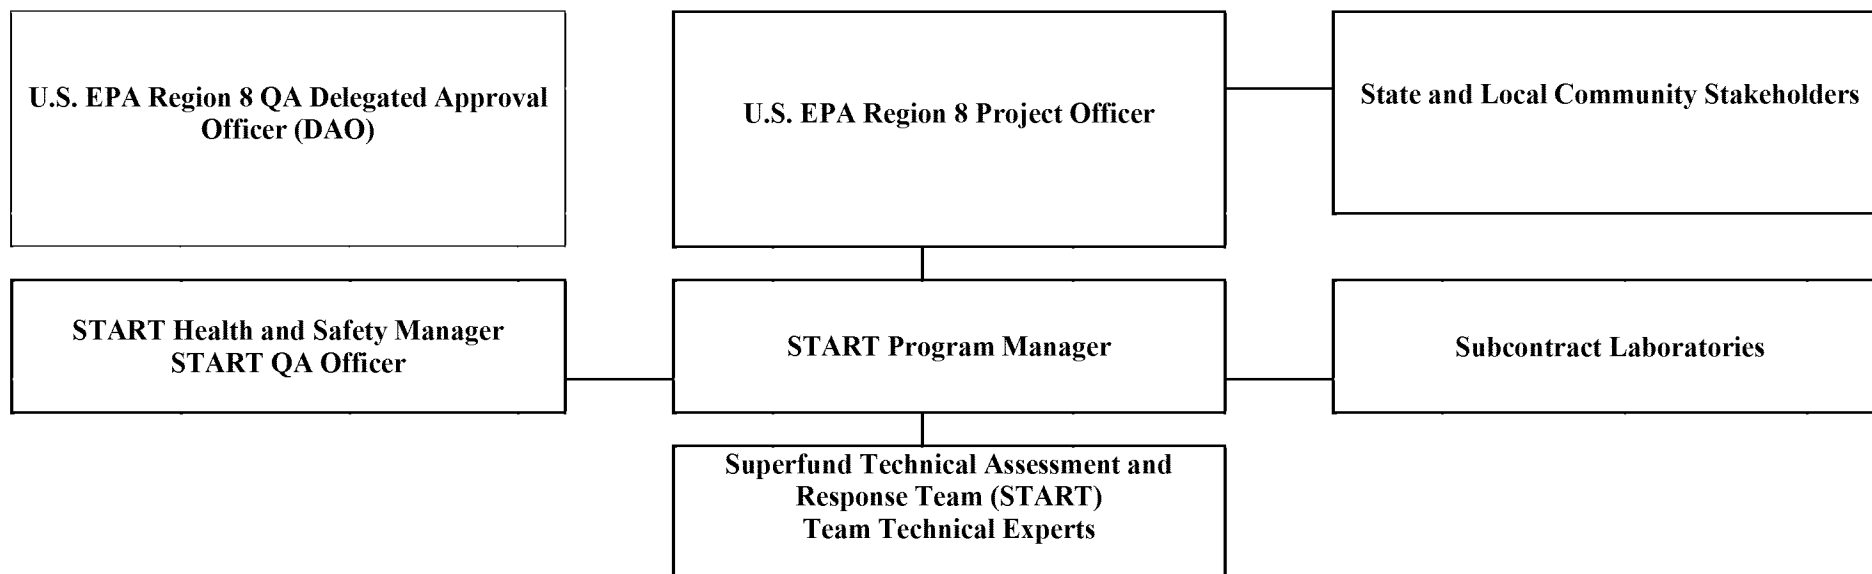 U.S. EPA Region 8 QA Delegated Approval
Officer (DAO)
U.S. EPA Region 8 Project Officer
State and Local Community Stakeholders
START Health and Safety Manager
START QA Officer
START Program Manager
Subcontract Laboratories
Superfund Technical Assessment and
Response Team (START)
Team Technical Experts